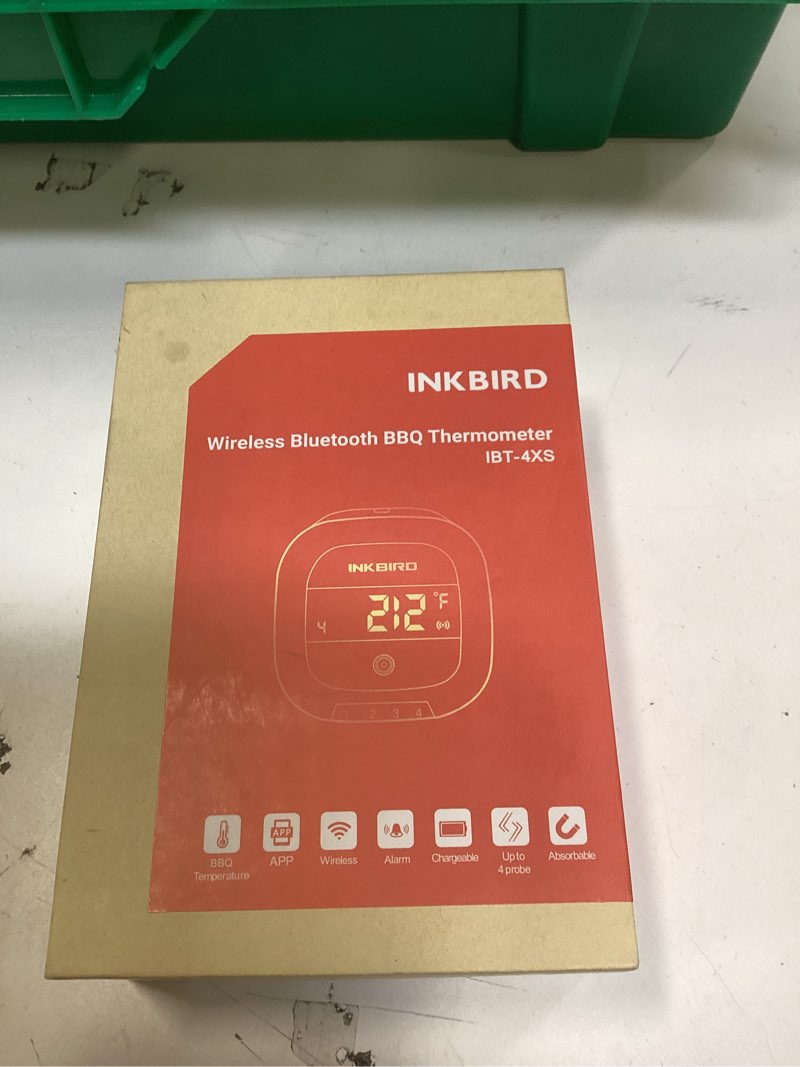 INKBIRD
Wireless Bluetooth BBQ Thermometer
IBT-4XS
INKBIRD
212 °F
4
1 2 3 4
APP
BBQ Temperature
APP
Wireless
Alarm
Chargeable
Up to
4 probe
Absorbable